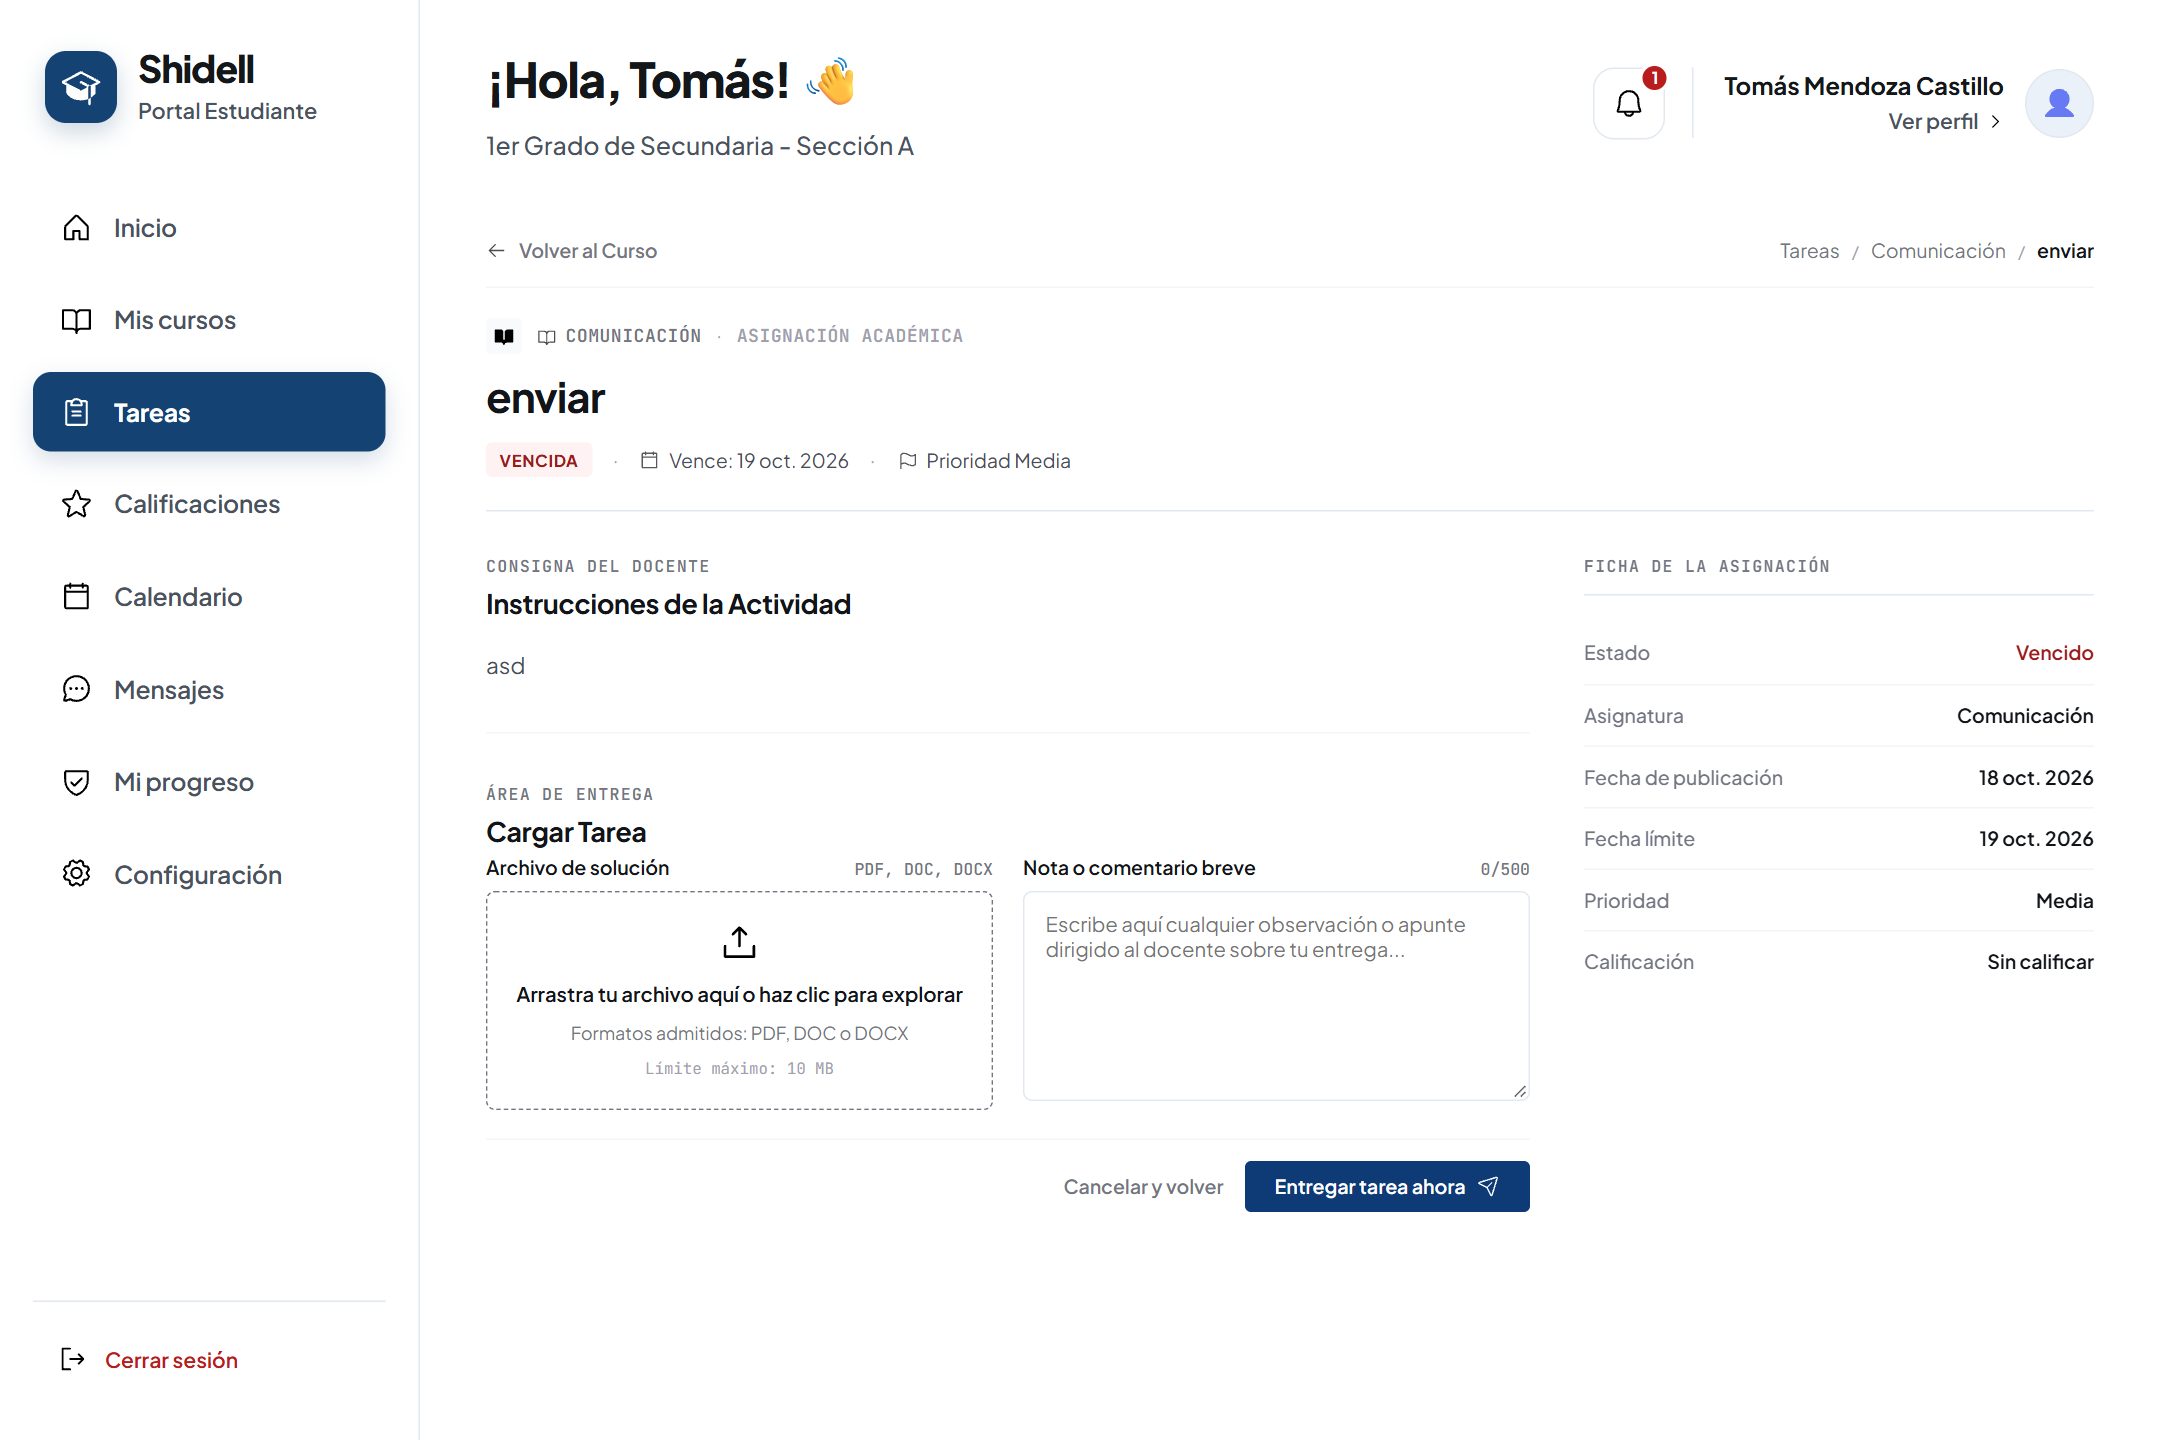 Shidell
Portal Estudiante
Inicio
Mis cursos
Tareas
Calificaciones
Calendario
Mensajes
Mi progreso
Configuración
Cerrar sesión
¡Hola, Tomás! 👋
1er Grado de Secundaria - Sección A
1
Tomás Mendoza Castillo
Ver perfil
Volver al Curso
Tareas / Comunicación / enviar
COMUNICACIÓN · ASIGNACIÓN ACADÉMICA
enviar
VENCIDA · Vence: 19 oct. 2026 · Prioridad Media
CONSIGNA DEL DOCENTE
Instrucciones de la Actividad
asd
ÁREA DE ENTREGA
Cargar Tarea
Archivo de solución PDF, DOC, DOCX
Arrastra tu archivo aquí o haz clic para explorar
Formatos admitidos: PDF, DOC o DOCX
Límite máximo: 10 MB
Nota o comentario breve 0/500
Escribe aquí cualquier observación o apunte
dirigido al docente sobre tu entrega...
Cancelar y volver
Entregar tarea ahora
FICHA DE LA ASIGNACIÓN
Estado Vencido
Asignatura Comunicación
Fecha de publicación 18 oct. 2026
Fecha límite 19 oct. 2026
Prioridad Media
Calificación Sin calificar